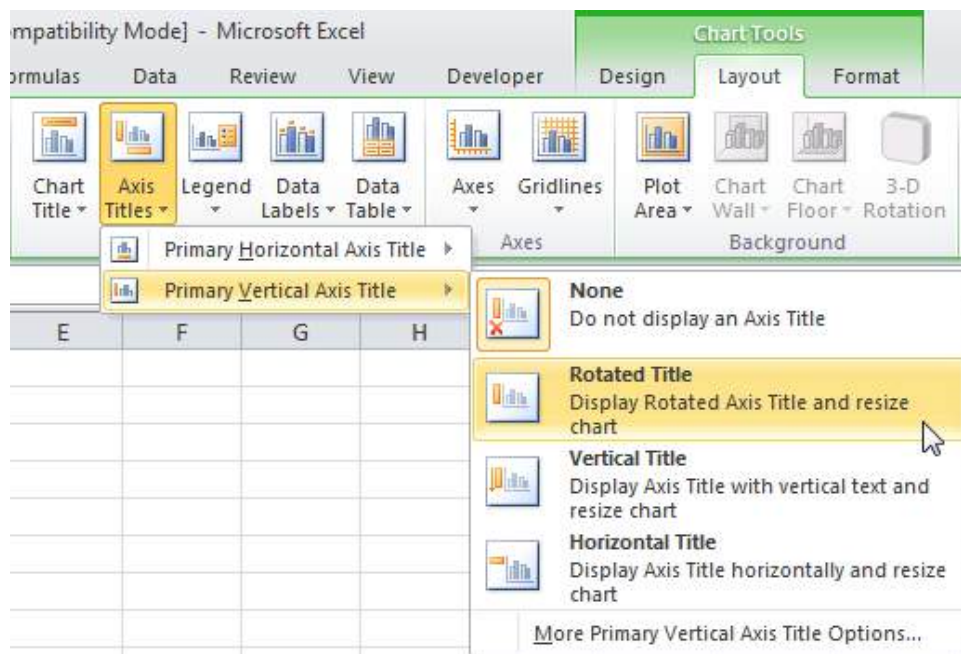 ompatibility Mode] - Microsoft Excel
Chart Tools
ormulas Data Review View Developer Design Layout Format
Chart Title Axis Titles Legend Data Labels Data Table Axes Gridlines Plot Area Chart Wall Chart Floor 3-D Rotation
Axes Background
Primary Horizontal Axis Title
Primary Vertical Axis Title
E F G H
None
Do not display an Axis Title
Rotated Title
Display Rotated Axis Title and resize
chart
Vertical Title
Display Axis Title with vertical text and
resize chart
Horizontal Title
Display Axis Title horizontally and resize
chart
More Primary Vertical Axis Title Options...